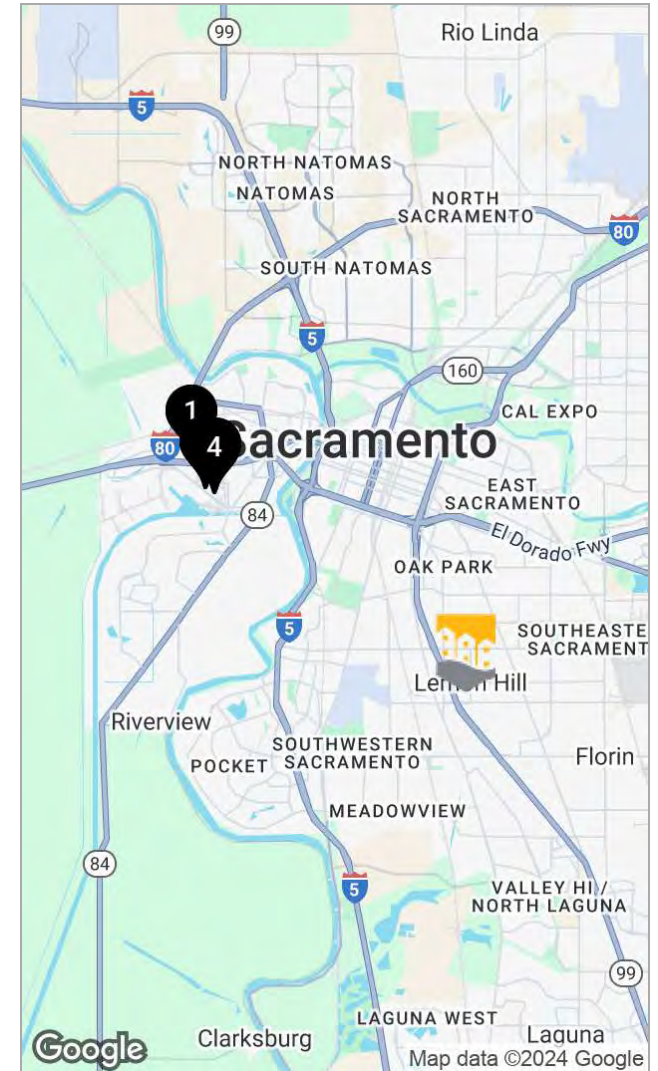 99
Rio Linda
5
NORTH NATOMAS
NATOMAS
NORTH
SACRAMENTO
80
SOUTH NATOMAS
5
160
1
CAL EXPO
80
4
Sacramento
EAST
SACRAMENTO
84
El Dorado Fwy
OAK PARK
5
SOUTHEASTE
SACRAMENT
Lemon Hill
Riverview
SOUTHWESTERN
SACRAMENTO
POCKET
Florin
MEADOWVIEW
84
5
VALLEY HI /
NORTH LAGUNA
99
LAGUNA WEST
Clarksburg
Laguna
Google
Map data ©2024 Google